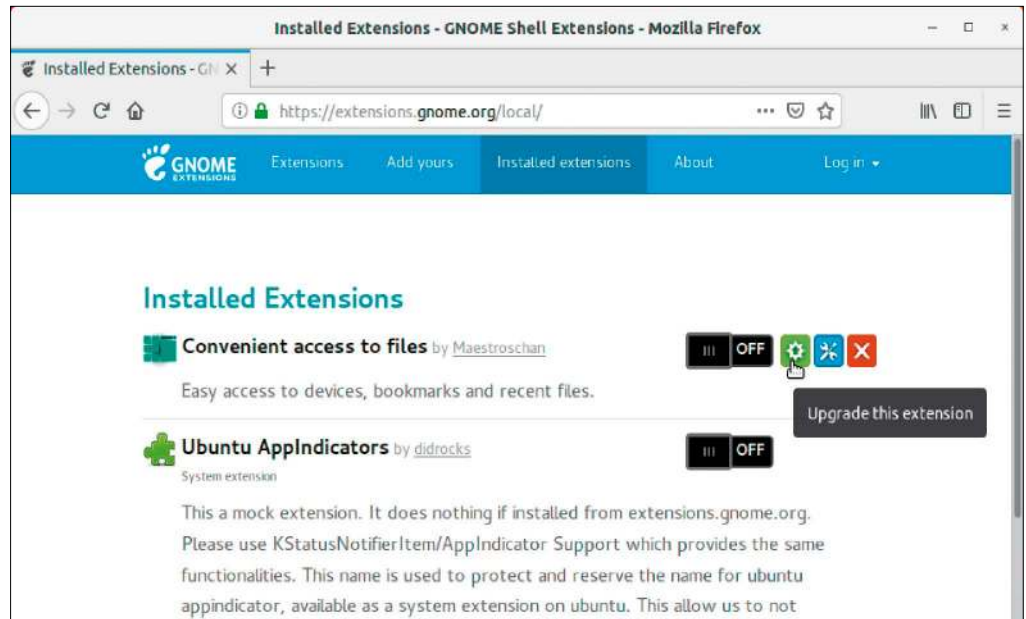 Installed Extensions - GNOME Shell Extensions - Mozilla Firefox
Installed Extensions - GN
https://extensions.gnome.org/local/
GNOME EXTENSIONS Extensions Add yours Installed extensions About Log in
Installed Extensions
Convenient access to files by Maestroschan OFF
Easy access to devices, bookmarks and recent files.
Upgrade this extension
Ubuntu AppIndicators by didrocks OFF
System extension
This a mock extension. It does nothing if installed from extensions.gnome.org.
Please use KStatusNotifierItem/AppIndicator Support which provides the same
functionalities. This name is used to protect and reserve the name for ubuntu
appindicator, available as a system extension on ubuntu. This allow us to not